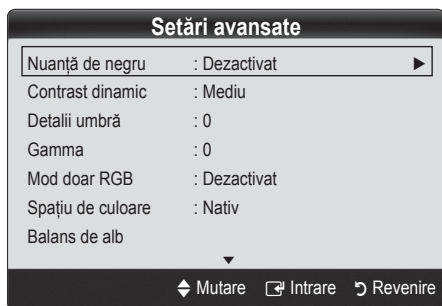 Setări avansate
Nuanță de negru : Dezactivat
Contrast dinamic : Mediu
Detalii umbră : 0
Gamma : 0
Mod doar RGB : Dezactivat
Spațiu de culoare : Nativ
Balans de alb
Mutare Intrare Revenire